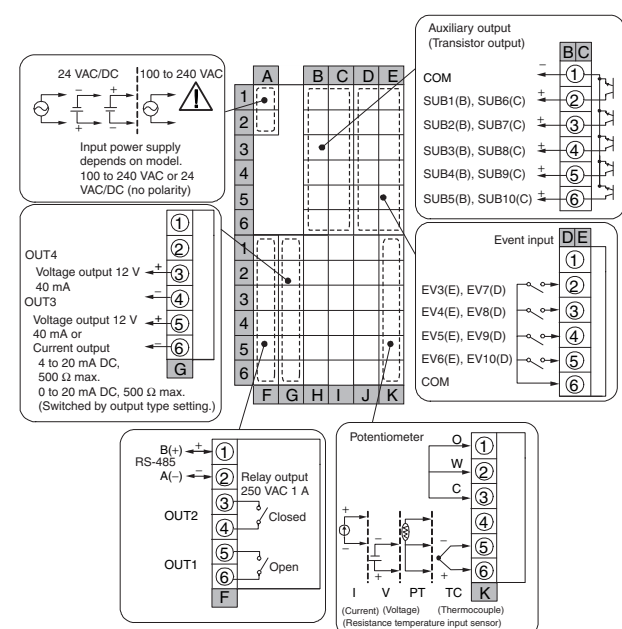 24 VAC/DC
100 to 240 VAC
− +
+ −
Input power supply
depends on model.
100 to 240 VAC or 24
VAC/DC (no polarity)
A B C D E
1
2
3
4
5
6
1
2
3
4
5
6
F G H I J K
Auxiliary output
(Transistor output)
B C
COM − 1
SUB1(B), SUB6(C) + 2
SUB2(B), SUB7(C) + 3
SUB3(B), SUB8(C) + 4
SUB4(B), SUB9(C) + 5
SUB5(B), SUB10(C) + 6
Event input D E
1
EV3(E), EV7(D) 2
EV4(E), EV8(D) 3
EV5(E), EV9(D) 4
EV6(E), EV10(D) 5
COM 6
1
2
OUT4
Voltage output 12 V + 3
40 mA
− 4
OUT3
Voltage output 12 V + 5
40 mA or
− 6
Current output
4 to 20 mA DC,
500 Ω max.
0 to 20 mA DC, 500 Ω max.
(Switched by output type setting.)
G
B(+) + 1
RS-485
A(−) − 2
Relay output
250 VAC 1 A
3
OUT2
4
Closed
5
OUT1
6
Open
F
Potentiometer
O 1
W 2
C 3
4
5
6
+ −
− +
− +
I V PT TC K
(Current) (Voltage) (Thermocouple)
(Resistance temperature input sensor)